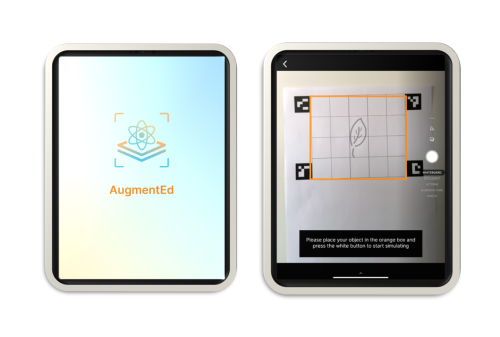 AugmentEd
Please place your object in the orange box and
press the white button to start simulating